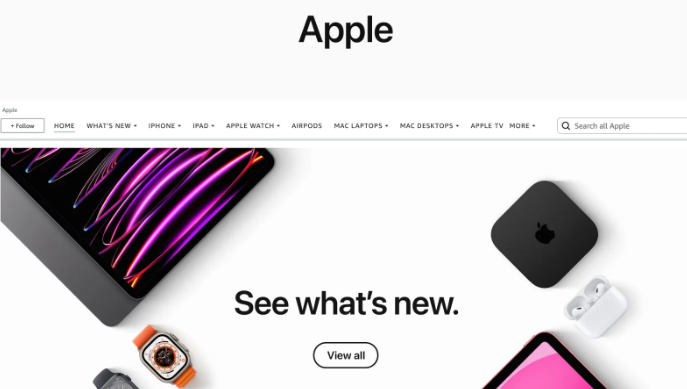 Apple
Apple
+ Follow
HOME
WHAT'S NEW
IPHONE
IPAD
APPLE WATCH
AIRPODS
MAC LAPTOPS
MAC DESKTOPS
APPLE TV
MORE
Search all Apple
See what's new.
View all